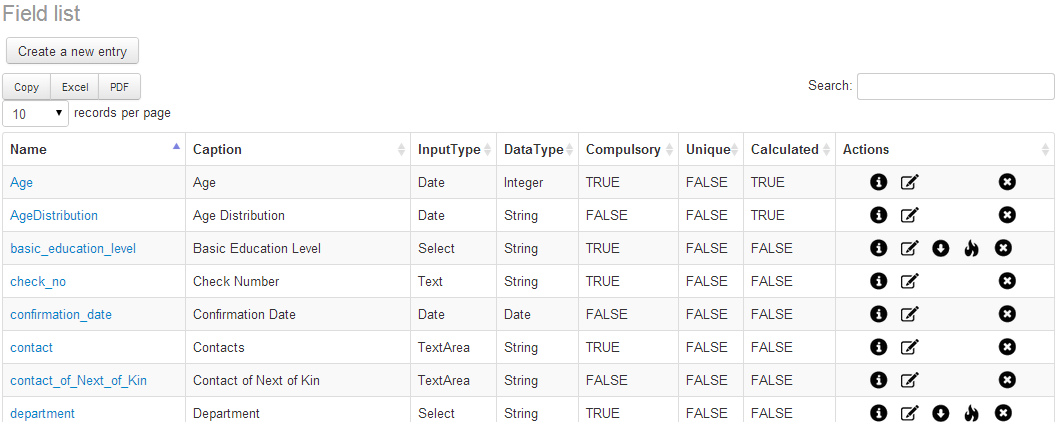 Field list
Create a new entry
Copy Excel PDF Search:
10 records per page
Name Caption InputType DataType Compulsory Unique Calculated Actions
Age Age Date Integer TRUE FALSE TRUE
AgeDistribution Age Distribution Date String FALSE FALSE TRUE
basic_education_level Basic Education Level Select String TRUE FALSE FALSE
check_no Check Number Text String TRUE FALSE FALSE
confirmation_date Confirmation Date Date Date FALSE FALSE FALSE
contact Contacts TextArea String TRUE FALSE FALSE
contact_of_Next_of_Kin Contact of Next of Kin TextArea String FALSE FALSE FALSE
department Department Select String TRUE FALSE FALSE